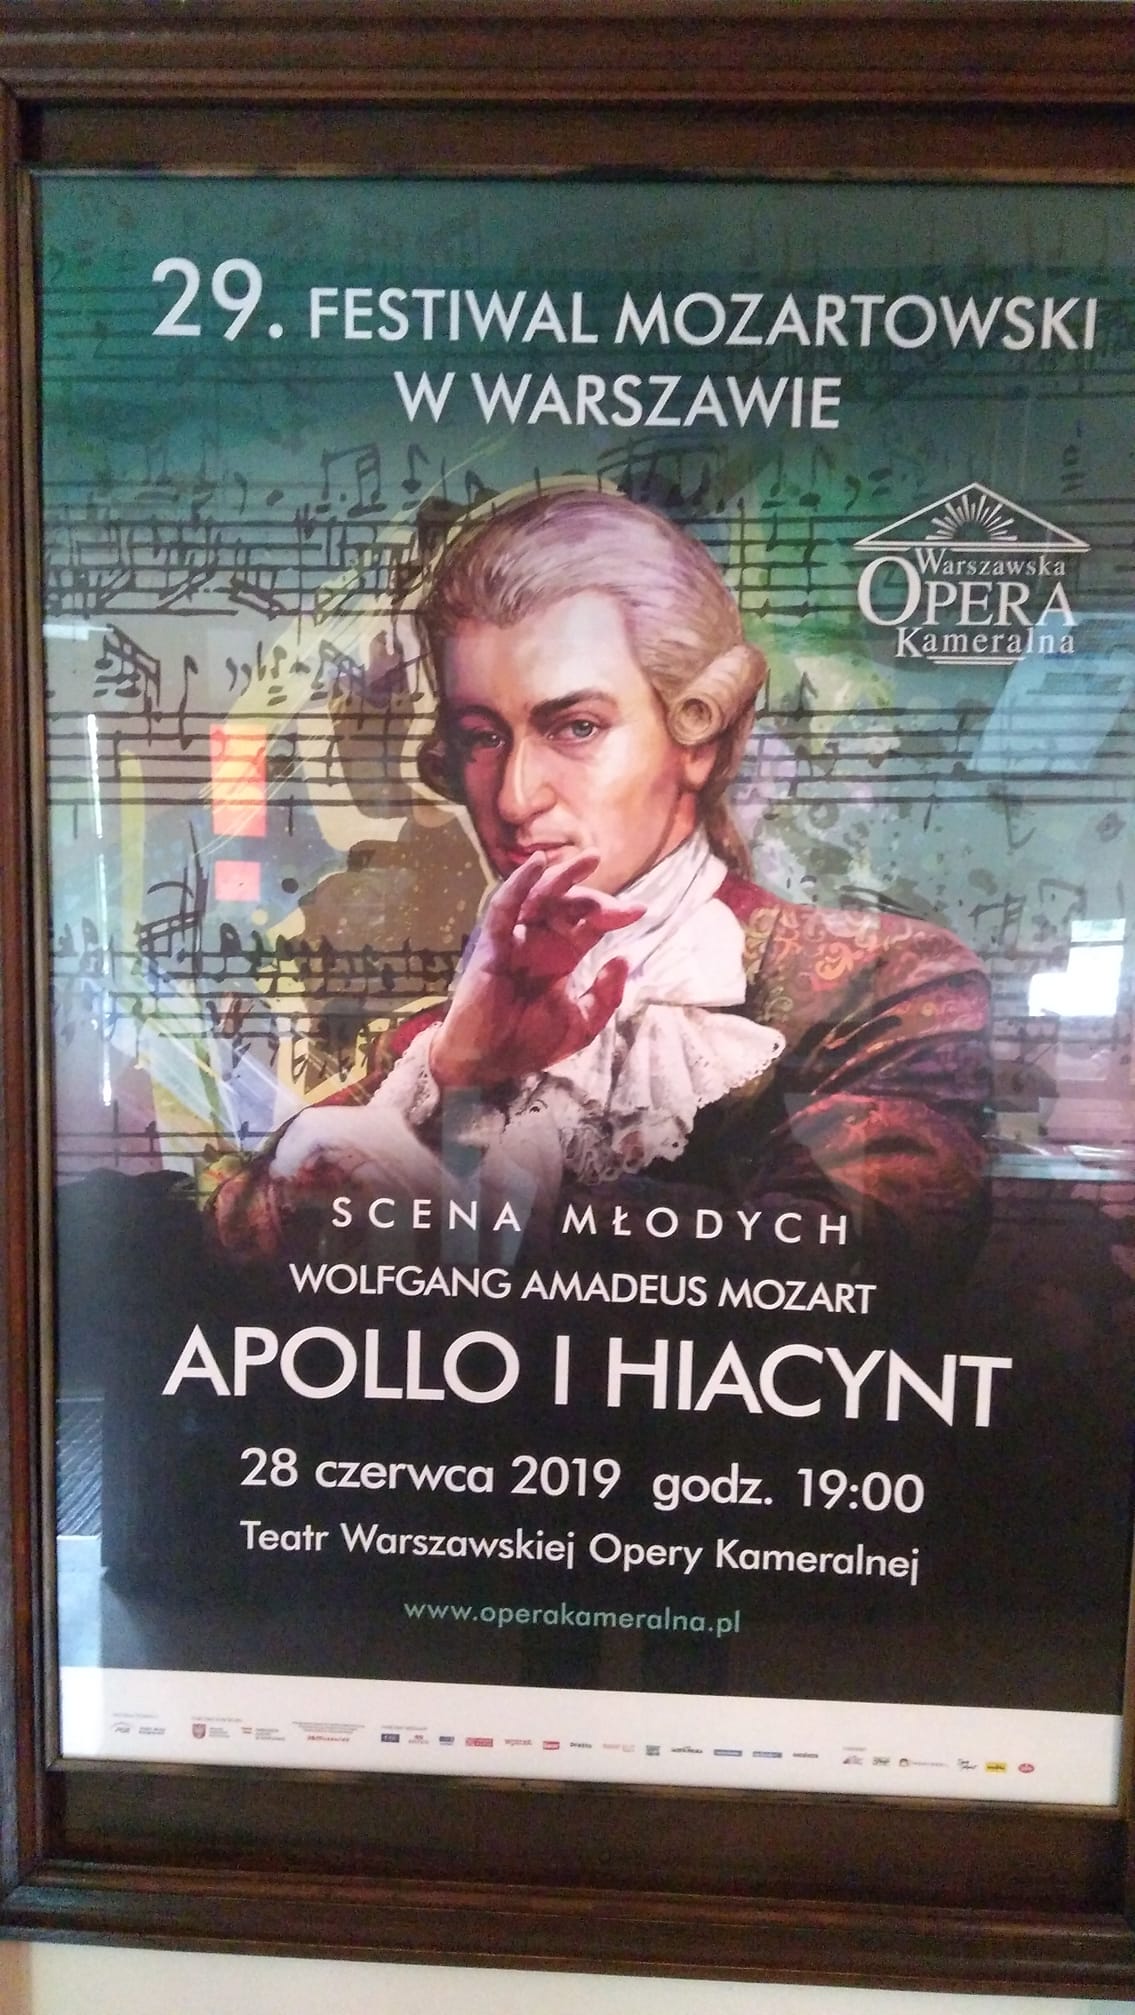 29. FESTIWAL MOZARTOWSKI
W WARSZAWIE
Warszawska
OPERA
Kameralna
SCENA MŁODYCH
WOLFGANG AMADEUS MOZART
APOLLO I HIACYNT
28 czerwca 2019 godz. 19:00
Teatr Warszawskiej Opery Kameralnej
www.operakameralna.pl